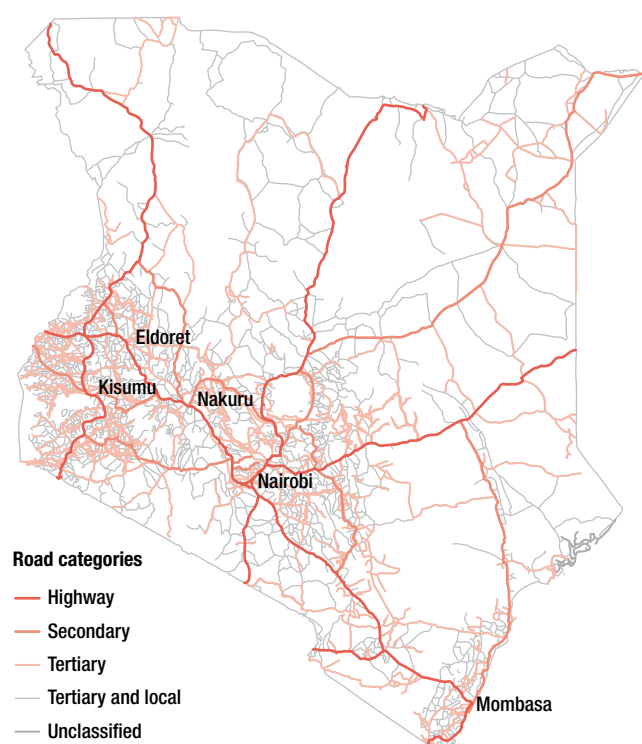 Eldoret
Kisumu
Nakuru
Nairobi
Mombasa
Road categories
Highway
Secondary
Tertiary
Tertiary and local
Unclassified